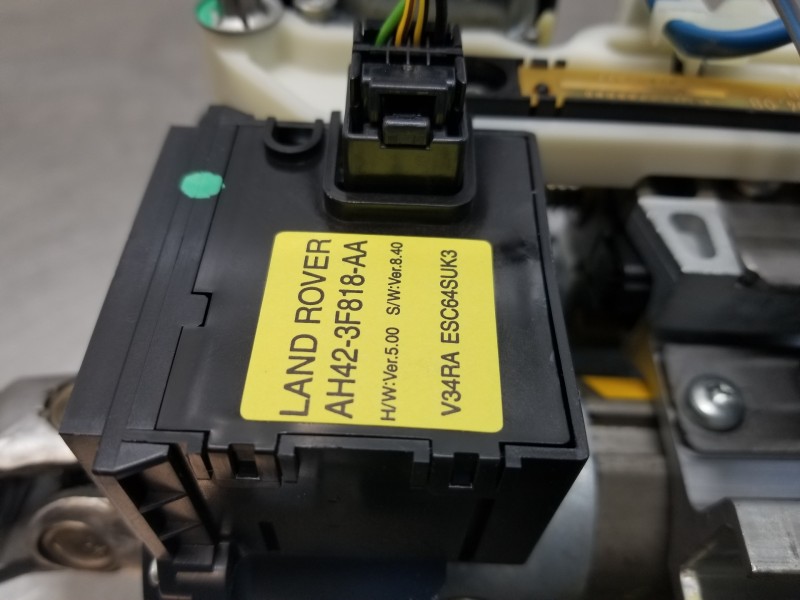 LAND ROVER
AH42-3F818-AA
H/W:Ver.5.00 S/W:Ver.8.40
V34RA ESC64SUK3